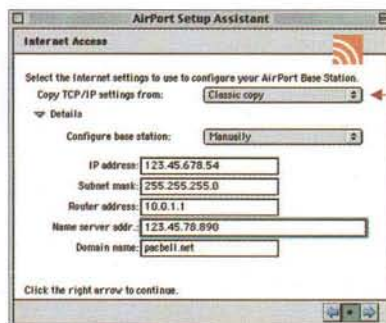 AirPort Setup Assistant
Internet Access
Select the Internet settings to use to configure your AirPort Base Station.
Copy TCP/IP settings from: Classic copy
Details
Configure base station: Manually
IP address: 123.45.678.54
Subnet mask: 255.255.255.0
Router address: 10.0.1.1
Name server addr.: 123.45.78.890
Domain name: pacbell.net
Click the right arrow to continue.